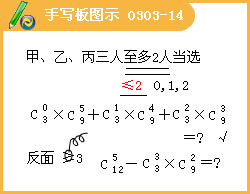 手写板图示 0303-14
甲、乙、丙三人至多2人当选
≤2 0,1,2
C⁰₃×C⁵₉+C¹₃×C⁴₉+C²₃×C³₉
=? √
反面 3 C⁵₁₂-C³₃×C²₉=?